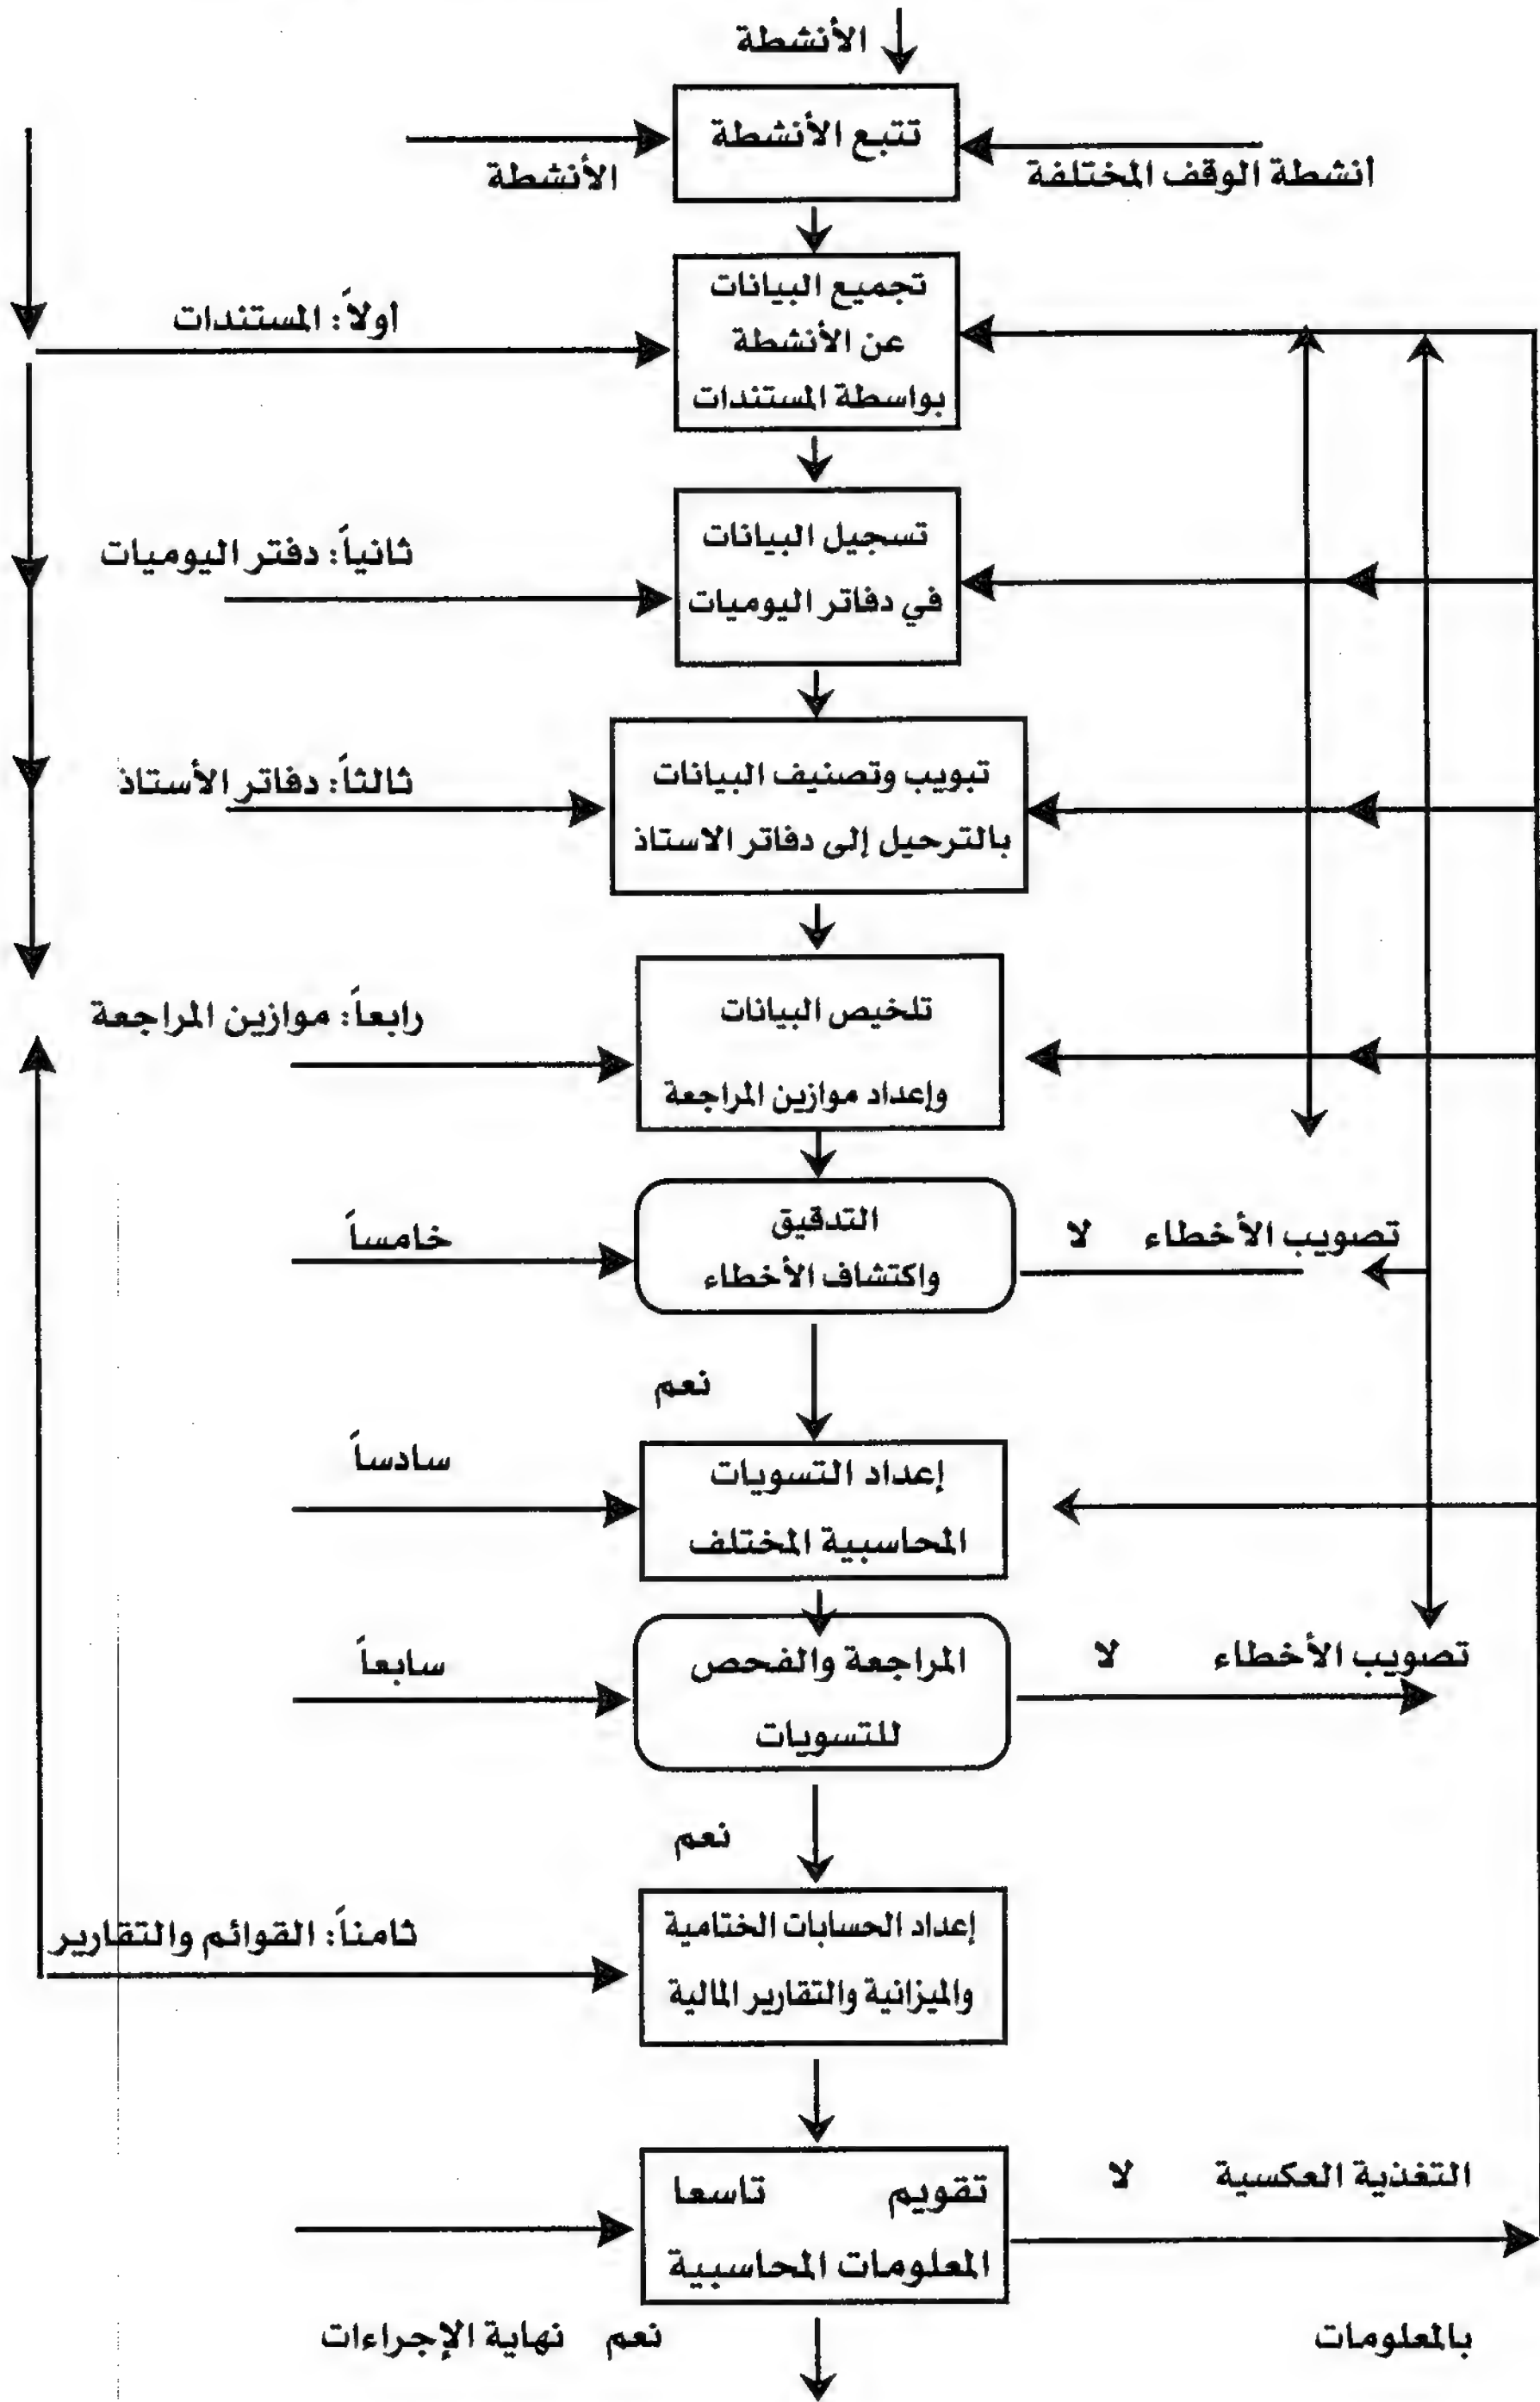 الأنشطة
تتبع الأنشطة
أنشطة الوقف المختلفة
الأنشطة
تجميع البيانات
عن الأنشطة
بواسطة المستندات
أولاً: المستندات
تسجيل البيانات
في دفاتر اليوميات
ثانياً: دفتر اليوميات
تبويب وتصنيف البيانات
بالترحيل إلى دفاتر الاستاذ
ثالثاً: دفاتر الأستاذ
تلخيص البيانات
وإعداد موازين المراجعة
رابعاً: موازين المراجعة
تصويب الأخطاء لا
التدقيق
واكتشاف الأخطاء
خامساً
نعم
إعداد التسويات
المحاسبية المختلف
سادساً
تصويب الأخطاء لا
المراجعة والفحص
للتسويات
سابعاً
نعم
إعداد الحسابات الختامية
والميزانية والتقارير المالية
ثامناً: القوائم والتقارير
التغذية العكسية لا
تقويم تاسعا
المعلومات المحاسبية
بالمعلومات
نعم نهاية الإجراءات